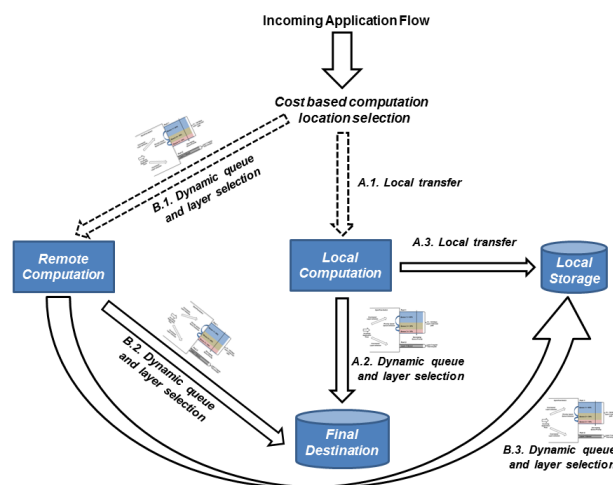 Incoming Application Flow
Cost based computation
location selection
B.1. Dynamic queue
and layer selection
A.1. Local transfer
Remote
Computation
Local
Computation
A.3. Local transfer
Local
Storage
B.2. Dynamic queue
and layer selection
A.2. Dynamic queue
and layer selection
Final
Destination
B.3. Dynamic queue
and layer selection